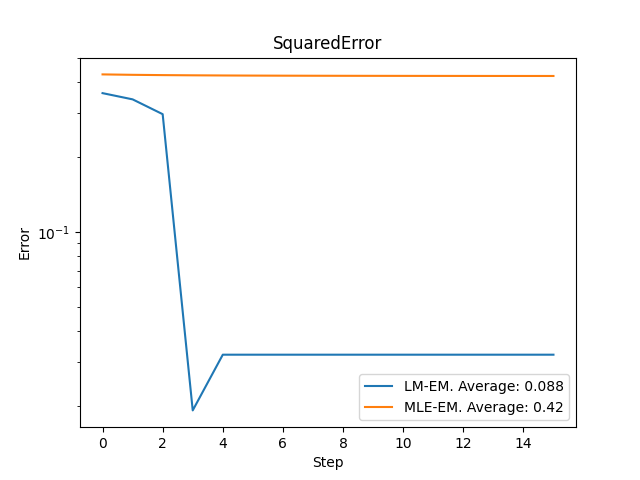 SquaredError
Error
10⁻¹
0 2 4 6 8 10 12 14
Step
LM-EM. Average: 0.088
MLE-EM. Average: 0.42